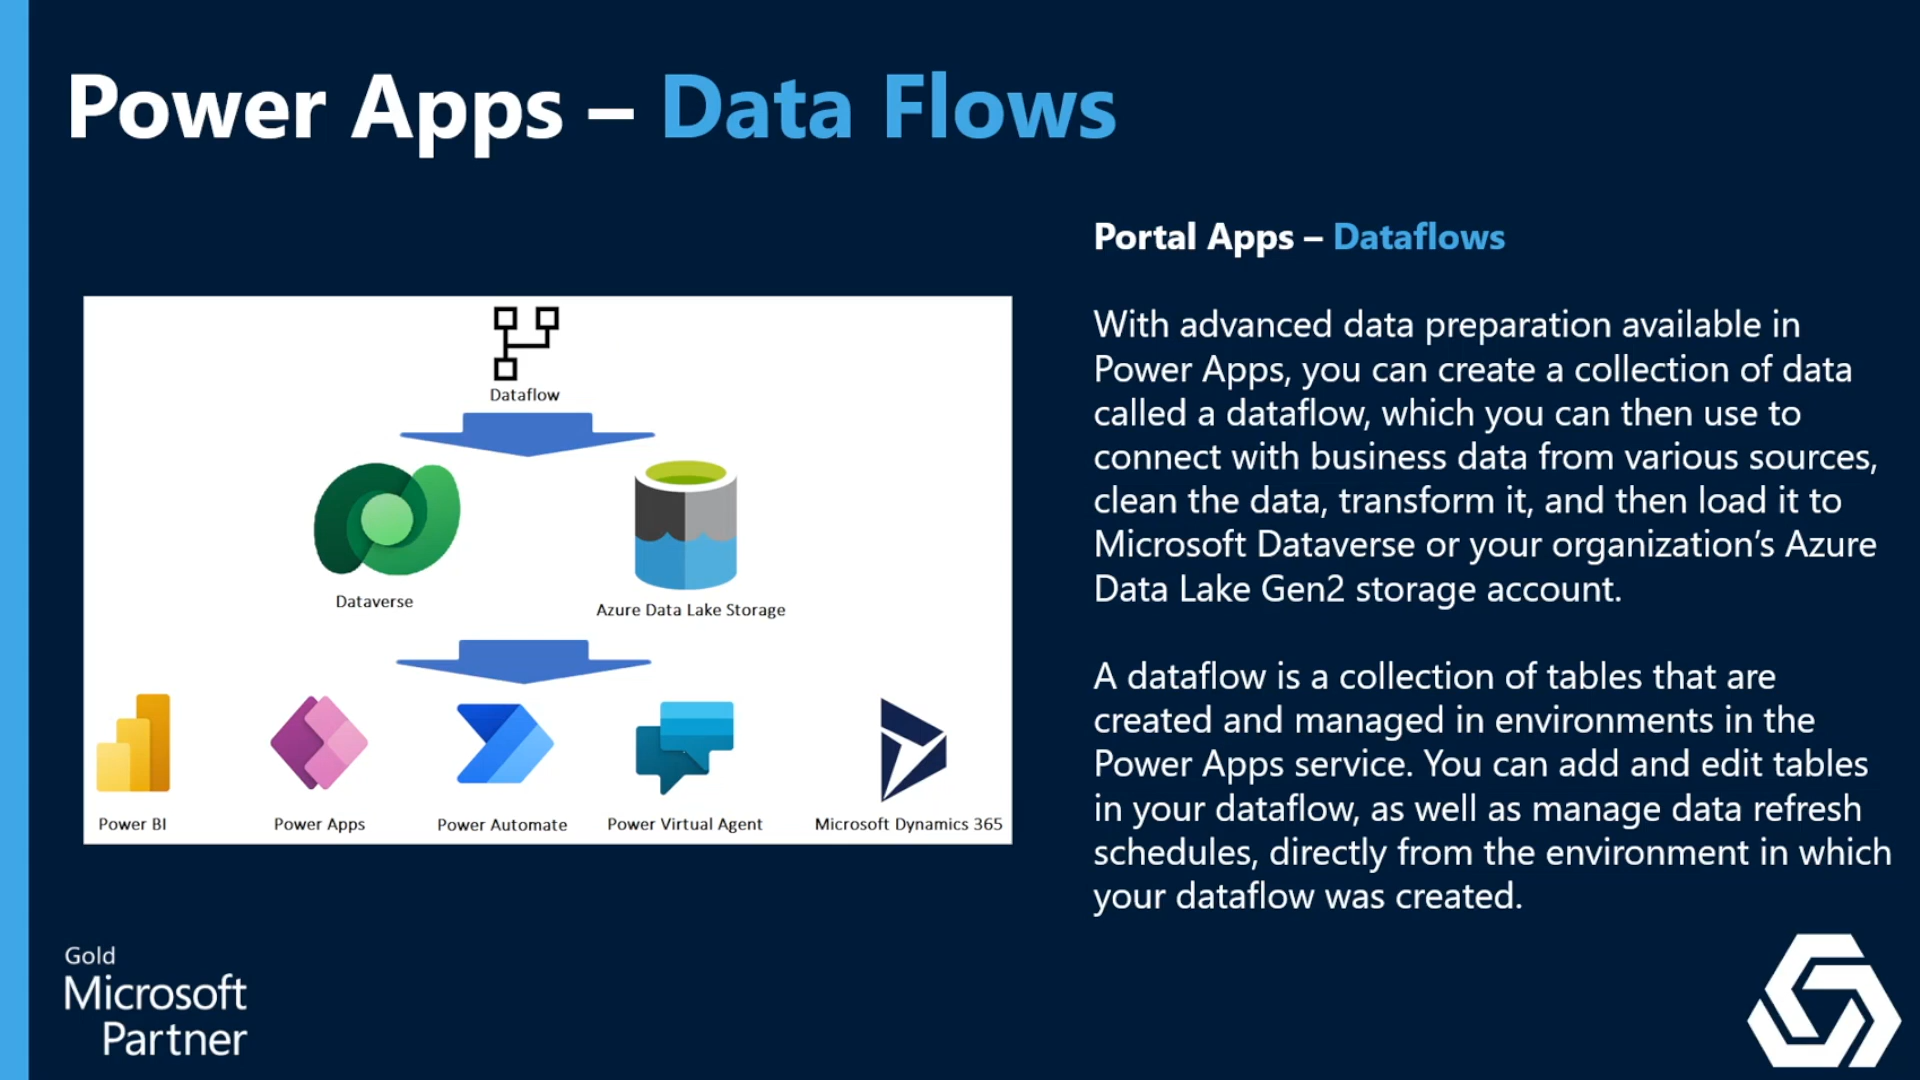 Power Apps – Data Flows
Dataflow
Dataverse
Azure Data Lake Storage
Power BI
Power Apps
Power Automate
Power Virtual Agent
Microsoft Dynamics 365
Portal Apps – Dataflows
With advanced data preparation available in
Power Apps, you can create a collection of data
called a dataflow, which you can then use to
connect with business data from various sources,
clean the data, transform it, and then load it to
Microsoft Dataverse or your organization’s Azure
Data Lake Gen2 storage account.
A dataflow is a collection of tables that are
created and managed in environments in the
Power Apps service. You can add and edit tables
in your dataflow, as well as manage data refresh
schedules, directly from the environment in which
your dataflow was created.
Gold
Microsoft
Partner